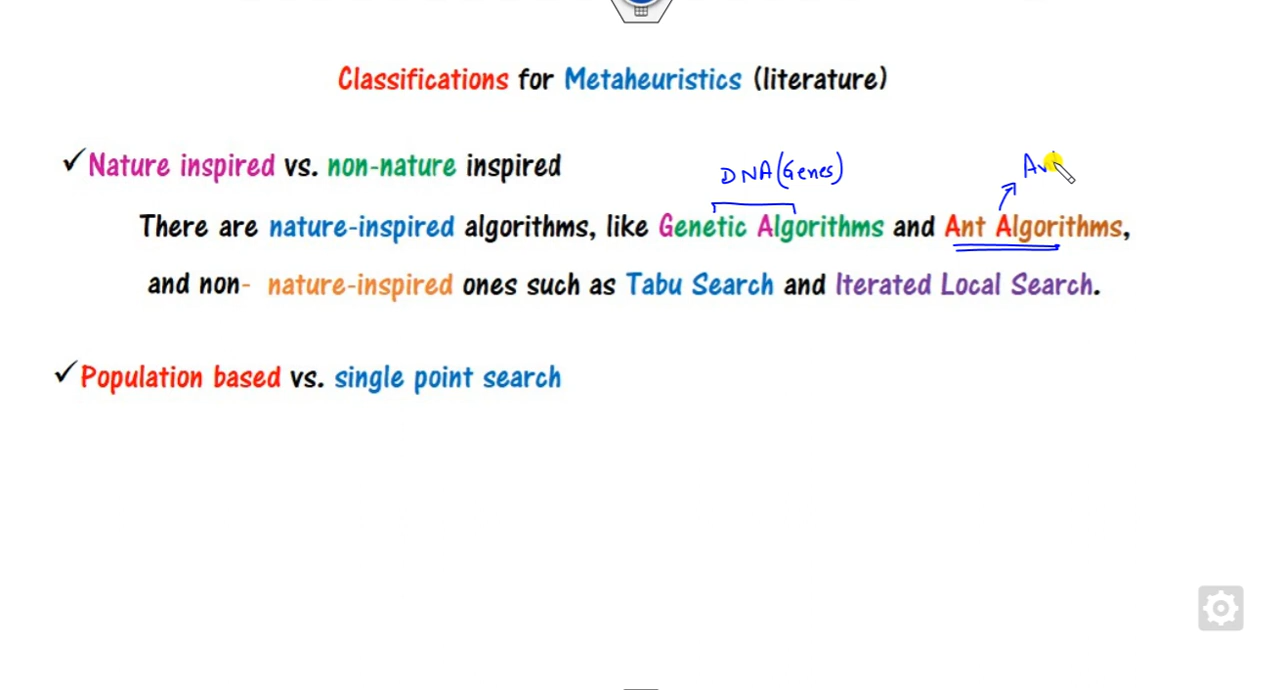 Classifications for Metaheuristics (literature)
✓Nature inspired vs. non-nature inspired
DNA (Genes)
There are nature-inspired algorithms, like Genetic Algorithms and Ant Algorithms,
and non- nature-inspired ones such as Tabu Search and Iterated Local Search.
✓Population based vs. single point search